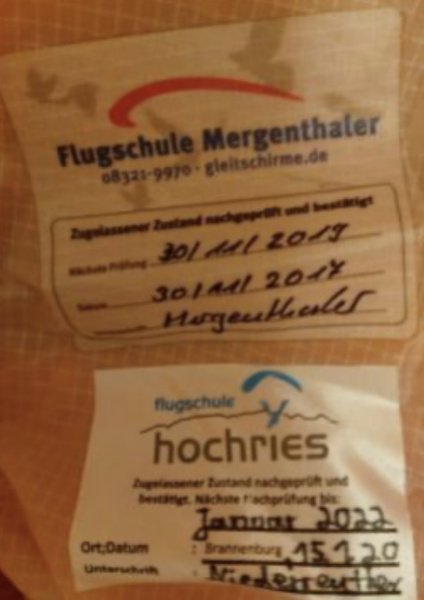 Flugschule Mergenthaler
08321-9970 · gleitschirme.de
Zugelassener Zustand nachgeprüft und bestätigt
Nächste Prüfung 30/11/2019
Datum 30/11/2017
Mergenthaler
flugschule
hochries
Zugelassener Zustand nachgeprüft und
bestätigt. Nächste Nachprüfung bis:
Januar 2022
Ort;Datum : Brannenburg, 15.1.20
Unterschrift : Niederreuther